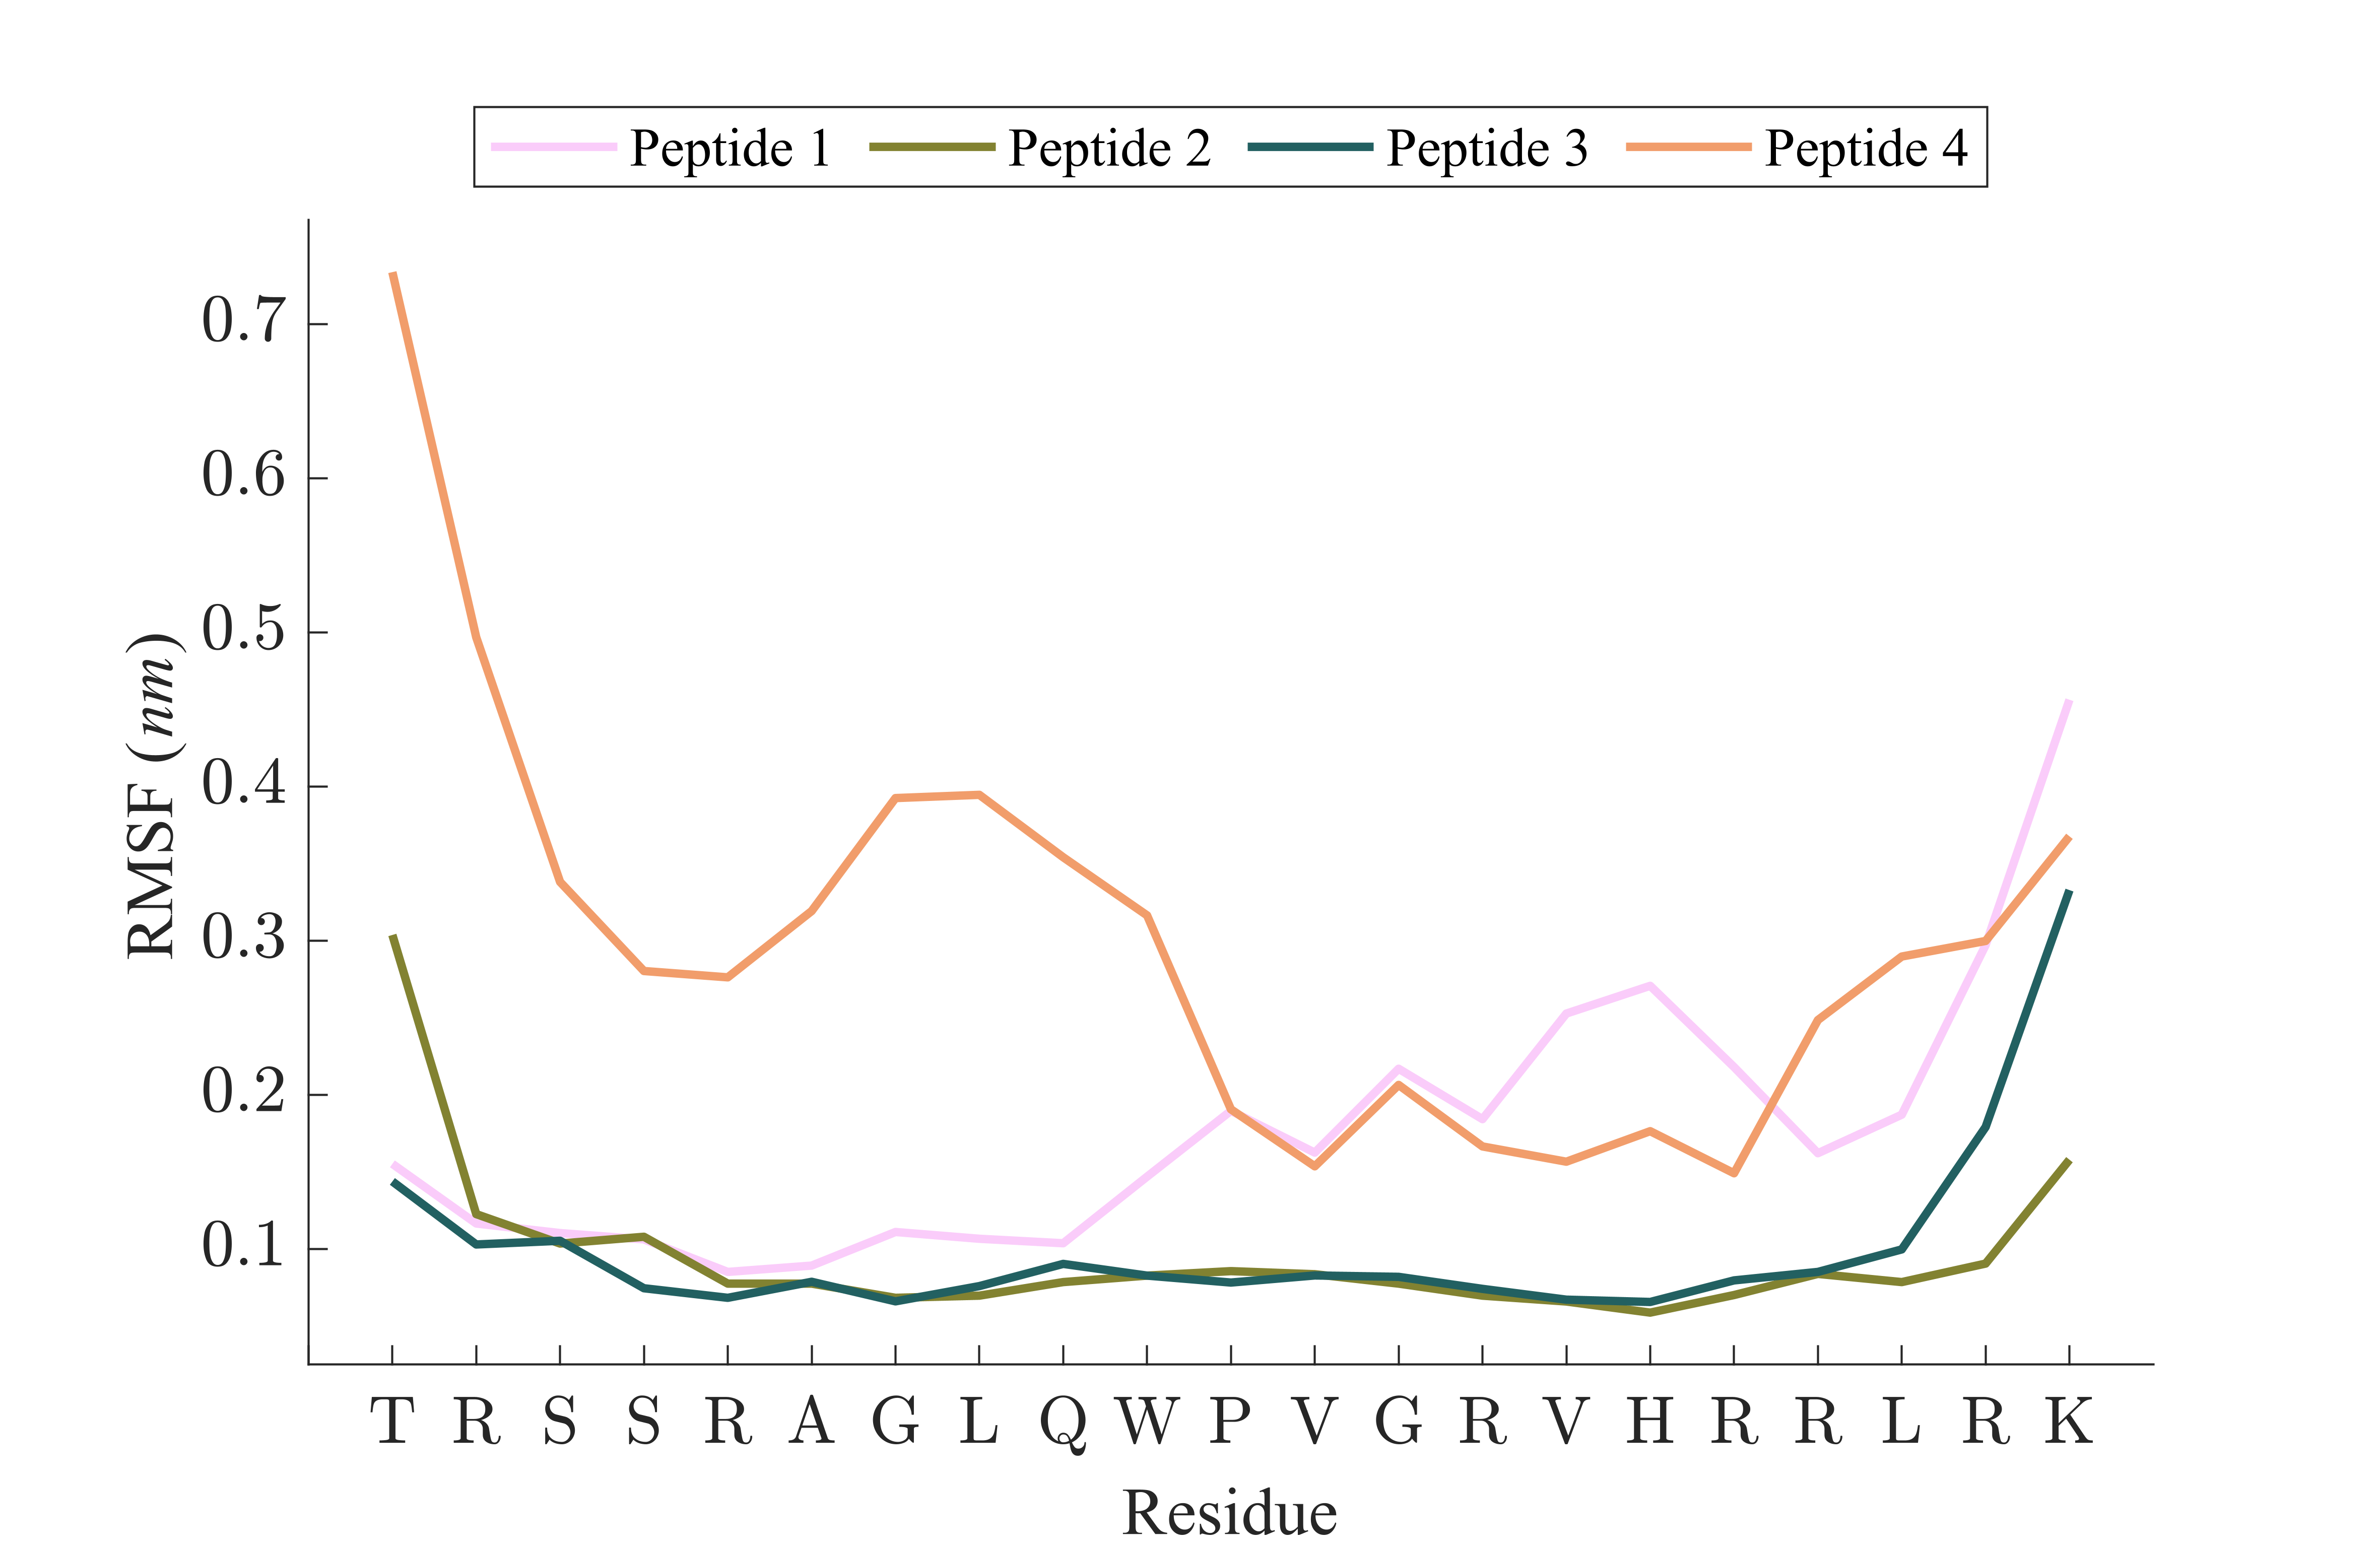 Peptide 1 Peptide 2 Peptide 3 Peptide 4
0.7
0.6
0.5
0.4
0.3
0.2
0.1
RMSF (nm)
T R S S R A G L Q W P V G R V H R R L R K
Residue